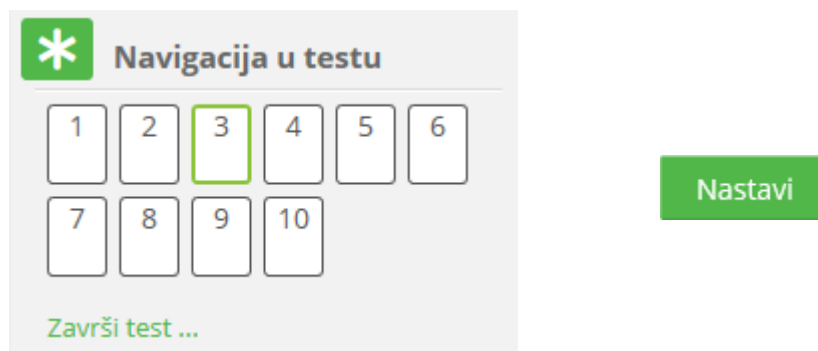 Navigacija u testu
1 2 3 4 5 6
7 8 9 10
Nastavi
Završi test ...